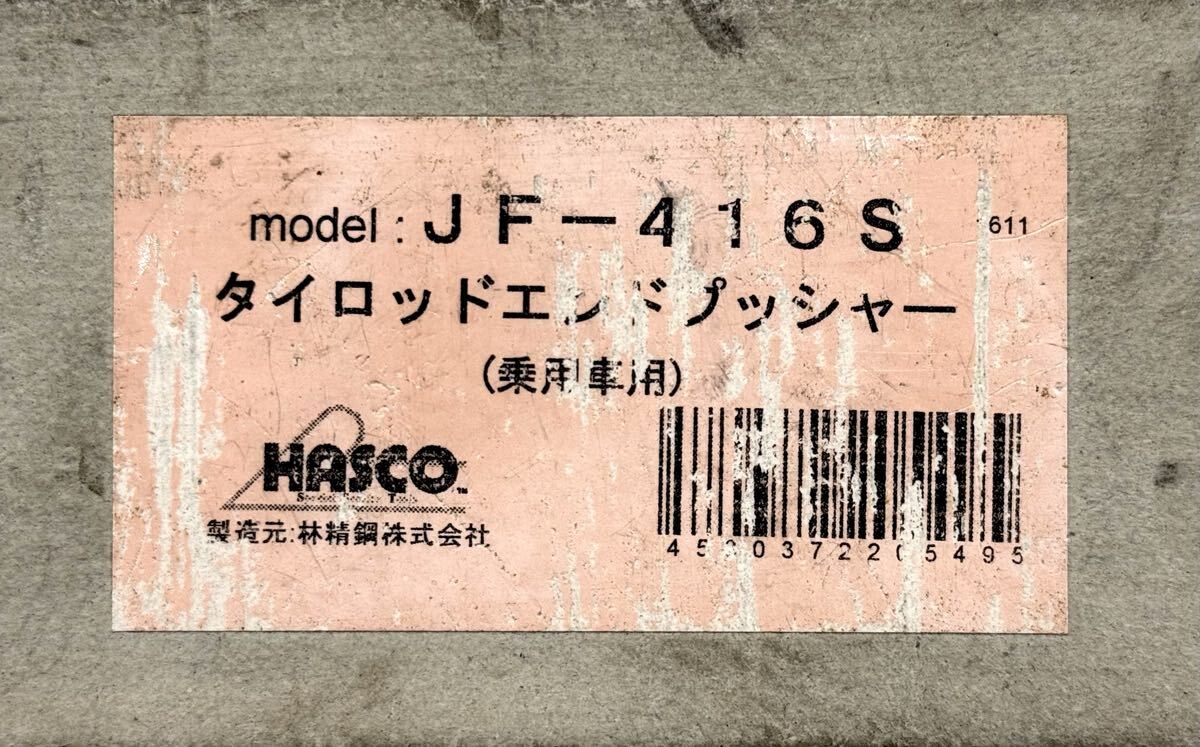 model : JF-416S
611
タイロッドエンドプッシャー
(乗用車用)
HASCO
製造元:林精鋼株式会社